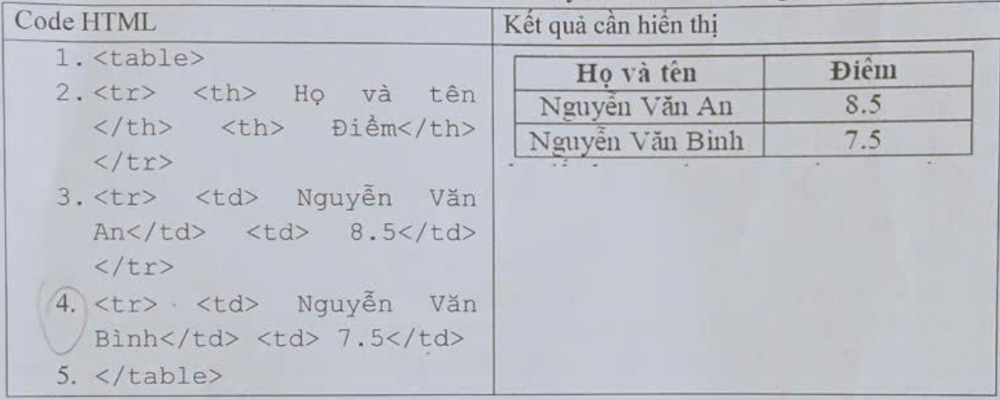 Code HTML
Kết quả cần hiển thị
1. <table>
2. <tr> <th> Họ và tên
</th> <th> Điểm</th>
</tr>
3. <tr> <td> Nguyễn Văn
An</td> <td> 8.5</td>
</tr>
4. <tr> <td> Nguyễn Văn
Bình</td> <td> 7.5</td>
5. </table>
Họ và tên Điểm
Nguyễn Văn An 8.5
Nguyễn Văn Bình 7.5